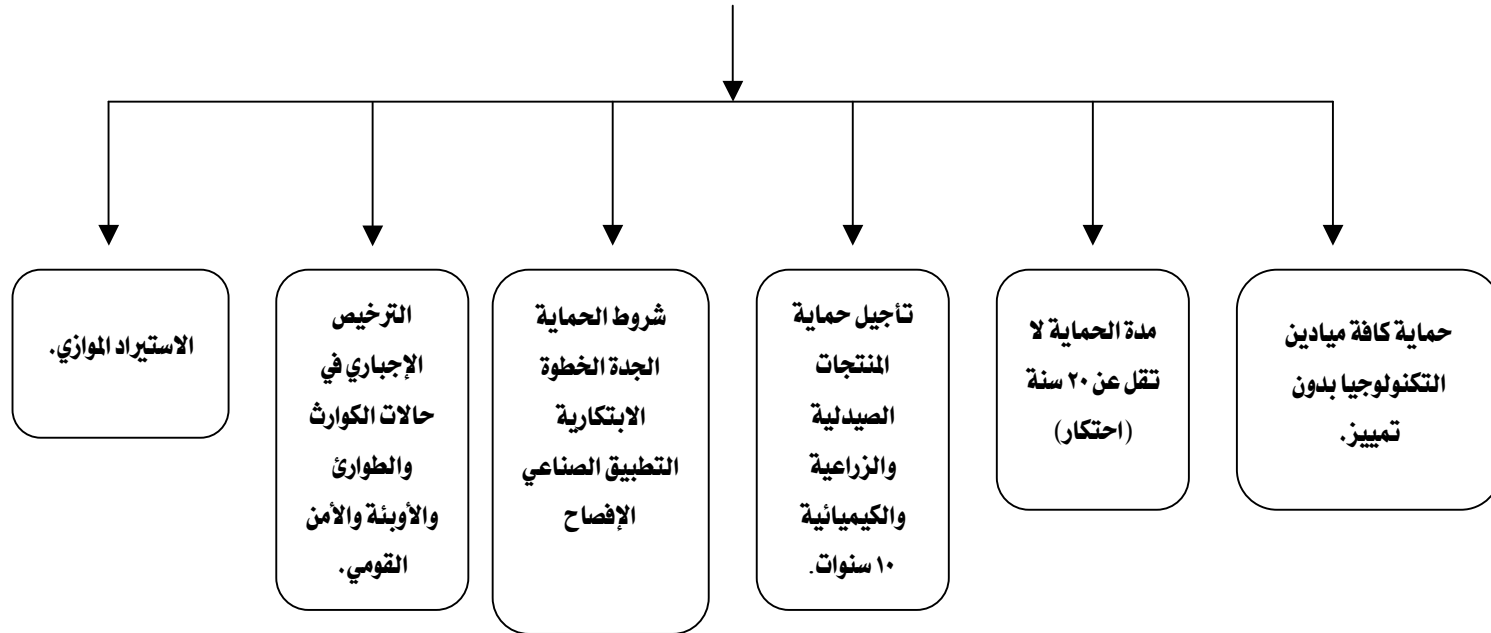 حماية كافة ميادين
التكنولوجيا بدون
تمييز.
مدة الحماية لا
تقل عن ٢٠ سنة
(احتكار)
تأجيل حماية
المنتجات
الصيدلية
والزراعية
والكيميائية
١٠ سنوات.
شروط الحماية
الجدة الخطوة
الابتكارية
التطبيق الصناعي
الإفصاح
الترخيص
الإجباري في
حالات الكوارث
والطوارئ
والأوبئة والأمن
القومي.
الاستيراد الموازي.